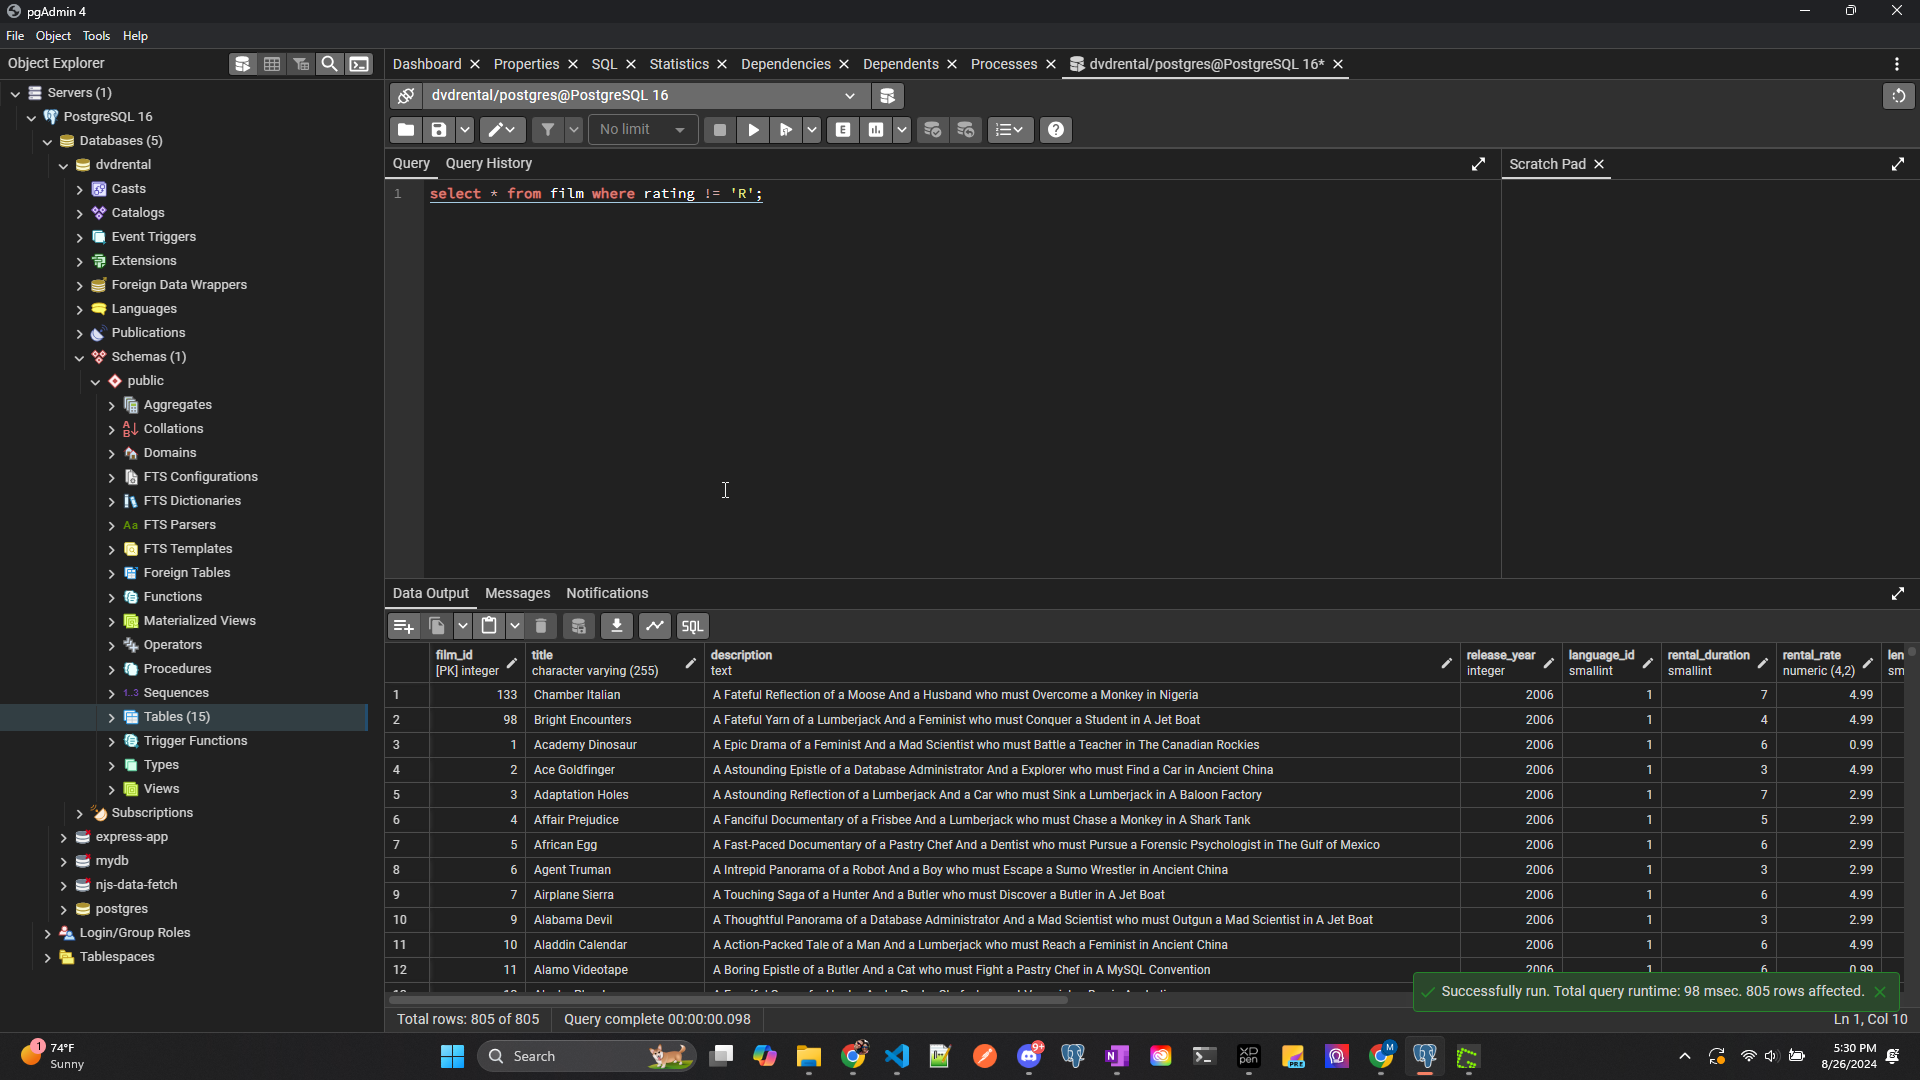 pgAdmin 4
File Object Tools Help
Object Explorer
Dashboard Properties SQL Statistics Dependencies Dependents Processes dvdrental/postgres@PostgreSQL 16*
Servers (1)
dvdrental/postgres@PostgreSQL 16
PostgreSQL 16
No limit
Databases (5)
dvdrental
Query Query History
Scratch Pad
Casts
1 select * from film where rating != 'R';
Catalogs
Event Triggers
Extensions
Foreign Data Wrappers
Languages
Publications
Schemas (1)
public
Aggregates
Collations
Domains
FTS Configurations
FTS Dictionaries
Aa FTS Parsers
FTS Templates
Foreign Tables
Functions
Materialized Views
Operators
Procedures
1..3 Sequences
Tables (15)
Trigger Functions
Types
Views
Subscriptions
express-app
mydb
njs-data-fetch
postgres
Login/Group Roles
Tablespaces
Data Output Messages Notifications
SQL
film_id title description release_year language_id rental_duration rental_rate len
[PK] integer character varying (255) text integer smallint smallint numeric (4,2) sm
1 133 Chamber Italian A Fateful Reflection of a Moose And a Husband who must Overcome a Monkey in Nigeria 2006 1 7 4.99
2 98 Bright Encounters A Fateful Yarn of a Lumberjack And a Feminist who must Conquer a Student in A Jet Boat 2006 1 4 4.99
3 1 Academy Dinosaur A Epic Drama of a Feminist And a Mad Scientist who must Battle a Teacher in The Canadian Rockies 2006 1 6 0.99
4 2 Ace Goldfinger A Astounding Epistle of a Database Administrator And a Explorer who must Find a Car in Ancient China 2006 1 3 4.99
5 3 Adaptation Holes A Astounding Reflection of a Lumberjack And a Car who must Sink a Lumberjack in A Baloon Factory 2006 1 7 2.99
6 4 Affair Prejudice A Fanciful Documentary of a Frisbee And a Lumberjack who must Chase a Monkey in A Shark Tank 2006 1 5 2.99
7 5 African Egg A Fast-Paced Documentary of a Pastry Chef And a Dentist who must Pursue a Forensic Psychologist in The Gulf of Mexico 2006 1 6 2.99
8 6 Agent Truman A Intrepid Panorama of a Robot And a Boy who must Escape a Sumo Wrestler in Ancient China 2006 1 3 2.99
9 7 Airplane Sierra A Touching Saga of a Hunter And a Butler who must Discover a Butler in A Jet Boat 2006 1 6 4.99
10 9 Alabama Devil A Thoughtful Panorama of a Database Administrator And a Mad Scientist who must Outgun a Mad Scientist in A Jet Boat 2006 1 3 2.99
11 10 Aladdin Calendar A Action-Packed Tale of a Man And a Lumberjack who must Reach a Feminist in Ancient China 2006 1 6 4.99
12 11 Alamo Videotape A Boring Epistle of a Butler And a Cat who must Fight a Pastry Chef in A MySQL Convention 2006 1 6 0.99
Successfully run. Total query runtime: 98 msec. 805 rows affected.
Total rows: 805 of 805 Query complete 00:00:00.098 Ln 1, Col 10
1 74°F
Sunny
Search
9+
5:30 PM
8/26/2024